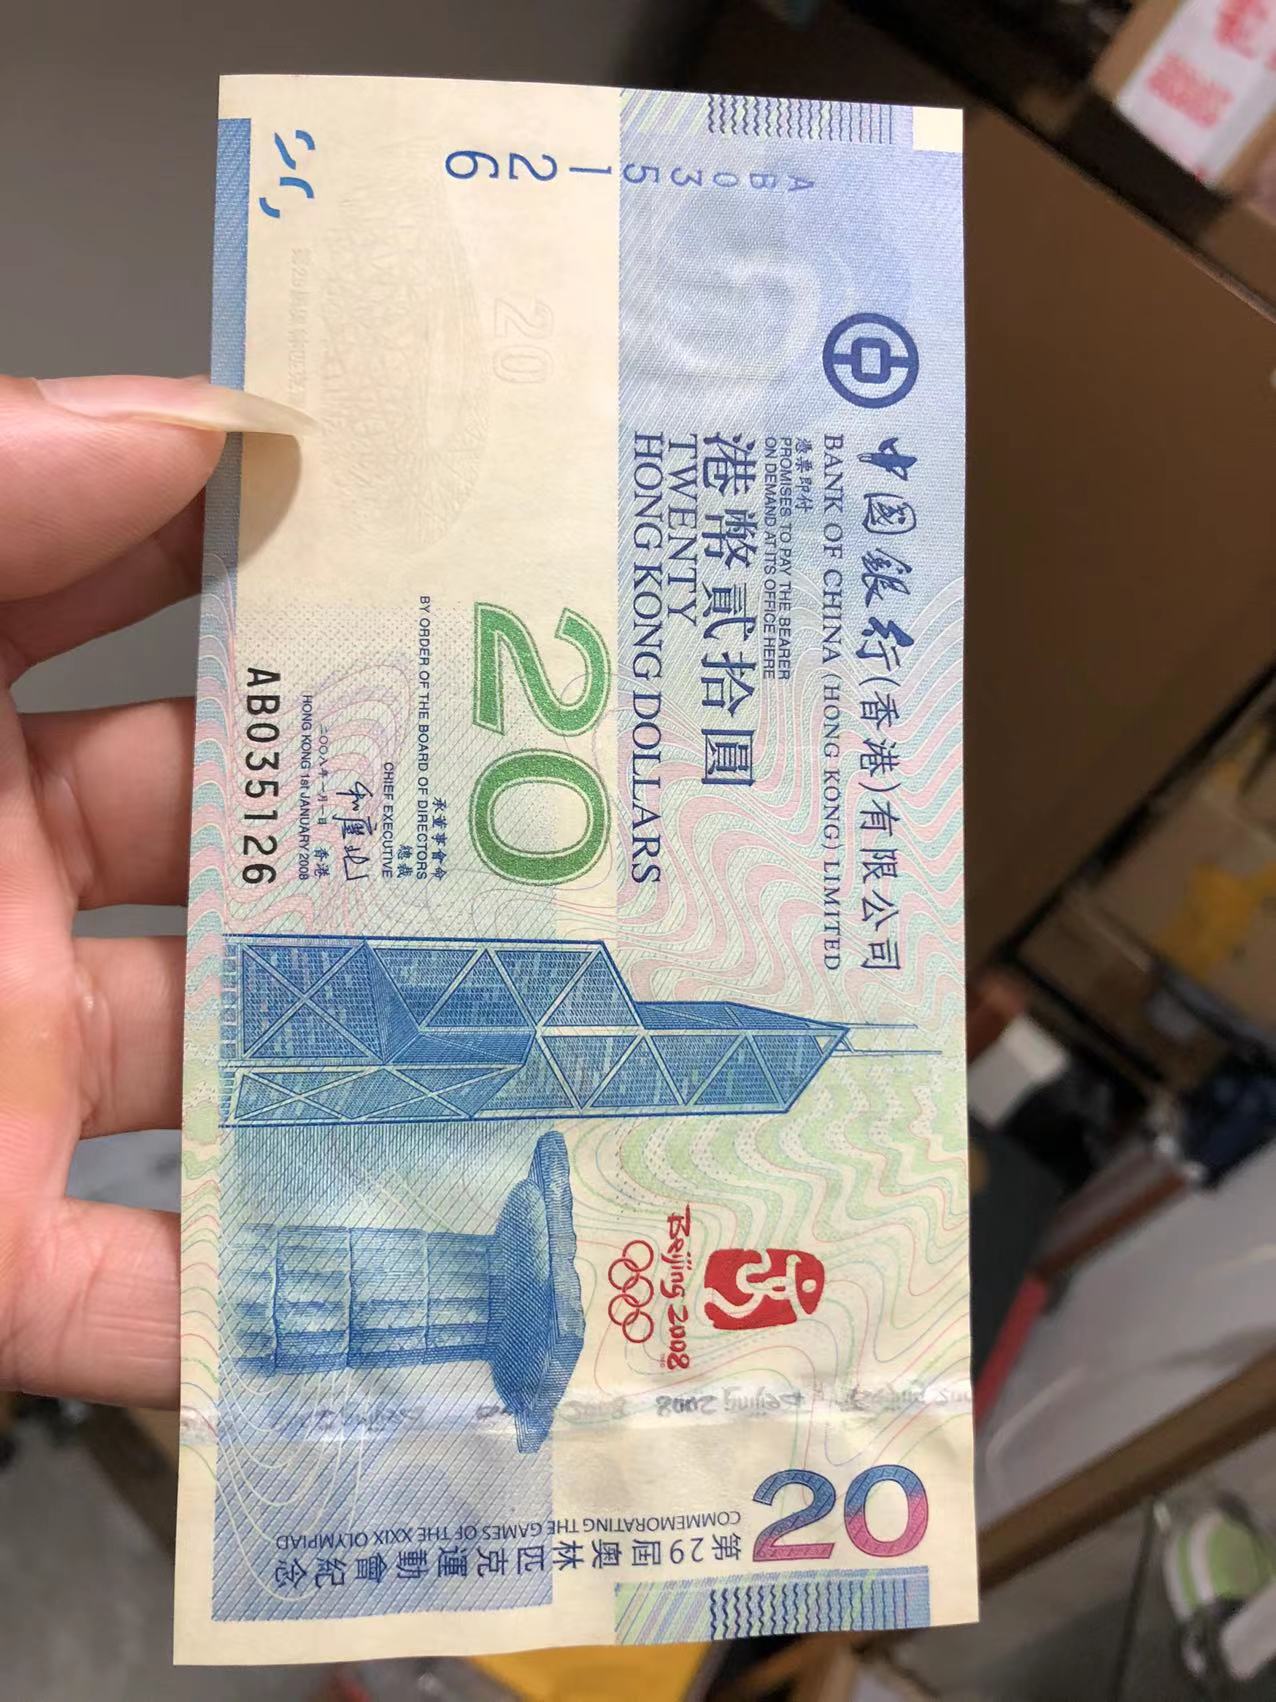 中國銀行(香港)有限公司
BANK OF CHINA (HONG KONG) LIMITED
憑票即付
PROMISES TO PAY THE BEARER
ON DEMAND AT ITS OFFICE HERE
港幣貳拾圓
TWENTY
HONG KONG DOLLARS
AB035126
20
20
承董事會命
BY ORDER OF THE BOARD OF DIRECTORS
總裁
CHIEF EXECUTIVE
二〇〇八年一月一日 香港
HONG KONG 1st JANUARY 2008
AB035126
Beijing 2008
Beijing 2008
20
第29屆奧林匹克運動會紀念
COMMEMORATING THE GAMES OF THE XXIX OLYMPIAD